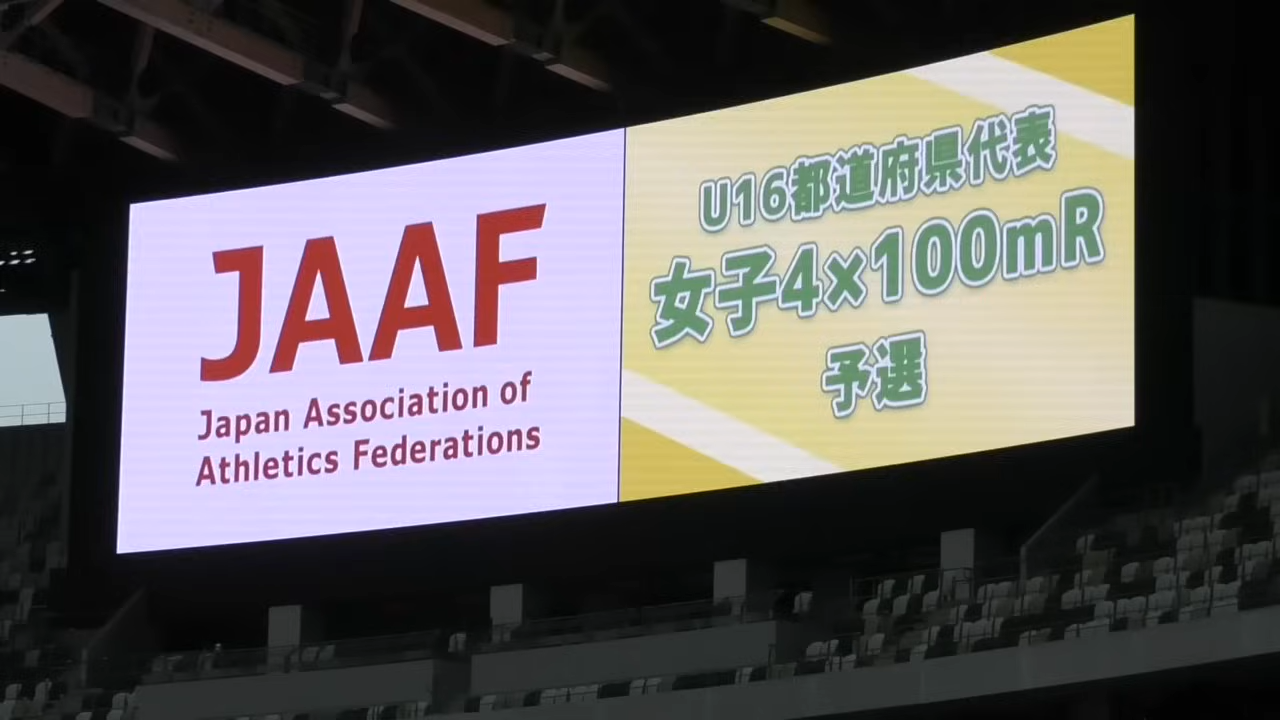 JAAF
Japan Association of
Athletics Federations
U16都道府県代表
女子4×100mR
予選